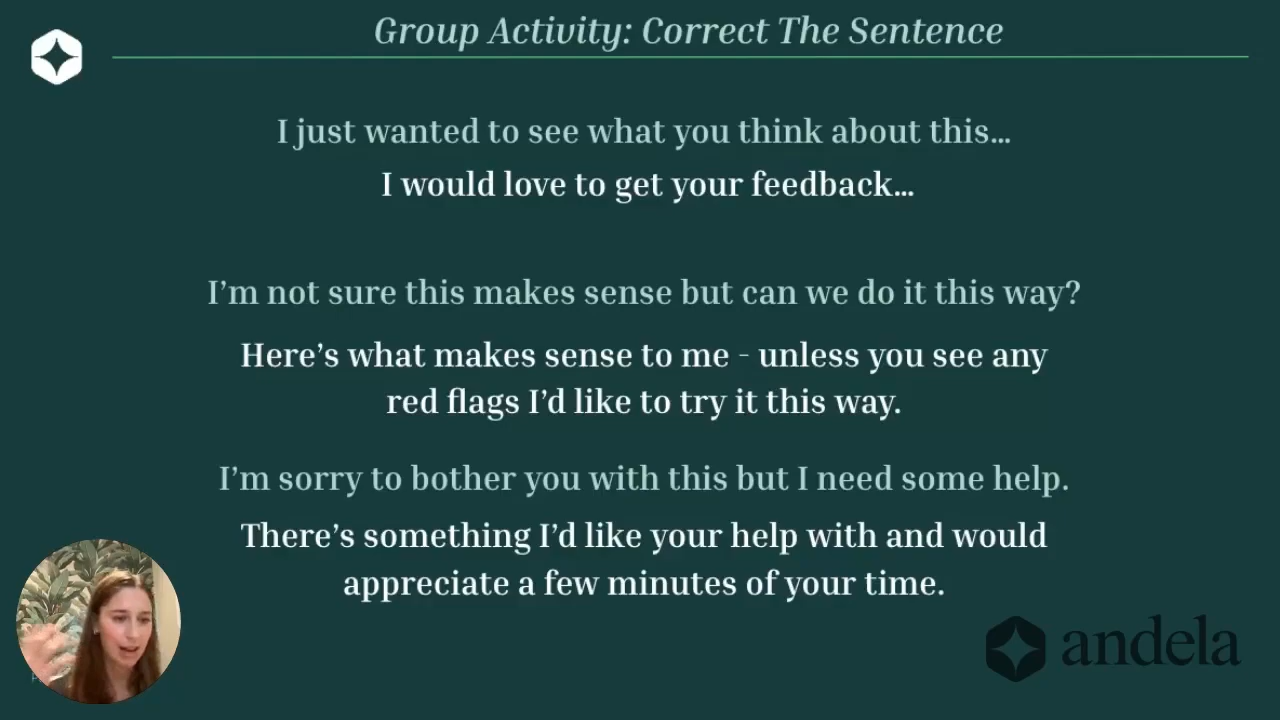 Group Activity: Correct The Sentence
I just wanted to see what you think about this...
I would love to get your feedback...
I’m not sure this makes sense but can we do it this way?
Here’s what makes sense to me - unless you see any
red flags I’d like to try it this way.
I’m sorry to bother you with this but I need some help.
There’s something I’d like your help with and would
appreciate a few minutes of your time.
andela